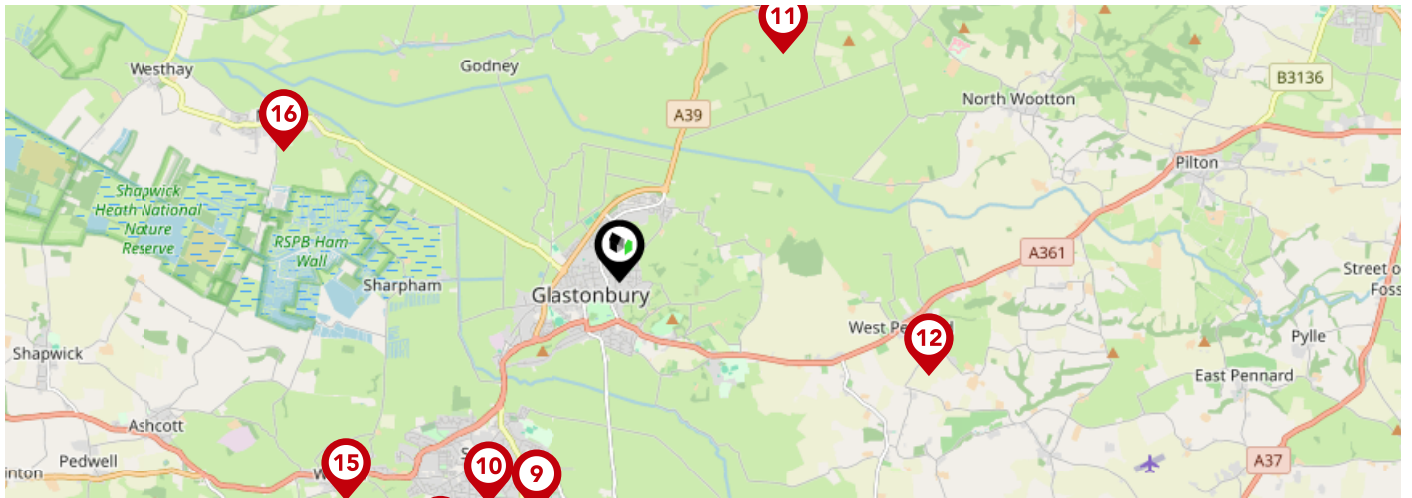 11
Westhay
Godney
B3136
North Wootton
16
A39
Pilton
Shapwick
Heath National
Nature
Reserve
RSPB Ham
Wall
A361
Sharpham
Glastonbury
Street o
Foss
West Pe
12
Pylle
Shapwick
East Pennard
Ashcott
inton
Pedwell
15
10
9
A37